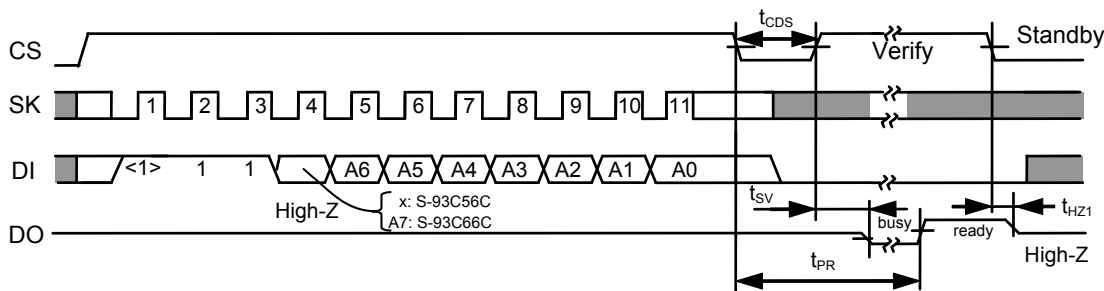 tCDS
CS
Verify
Standby
SK
1 2 3 4 5 6 7 8 9 10 11
DI
<1> 1 1 A6 A5 A4 A3 A2 A1 A0
High-Z
x: S-93C56C
A7: S-93C66C
tSV
busy
ready
tHZ1
DO
High-Z
tPR